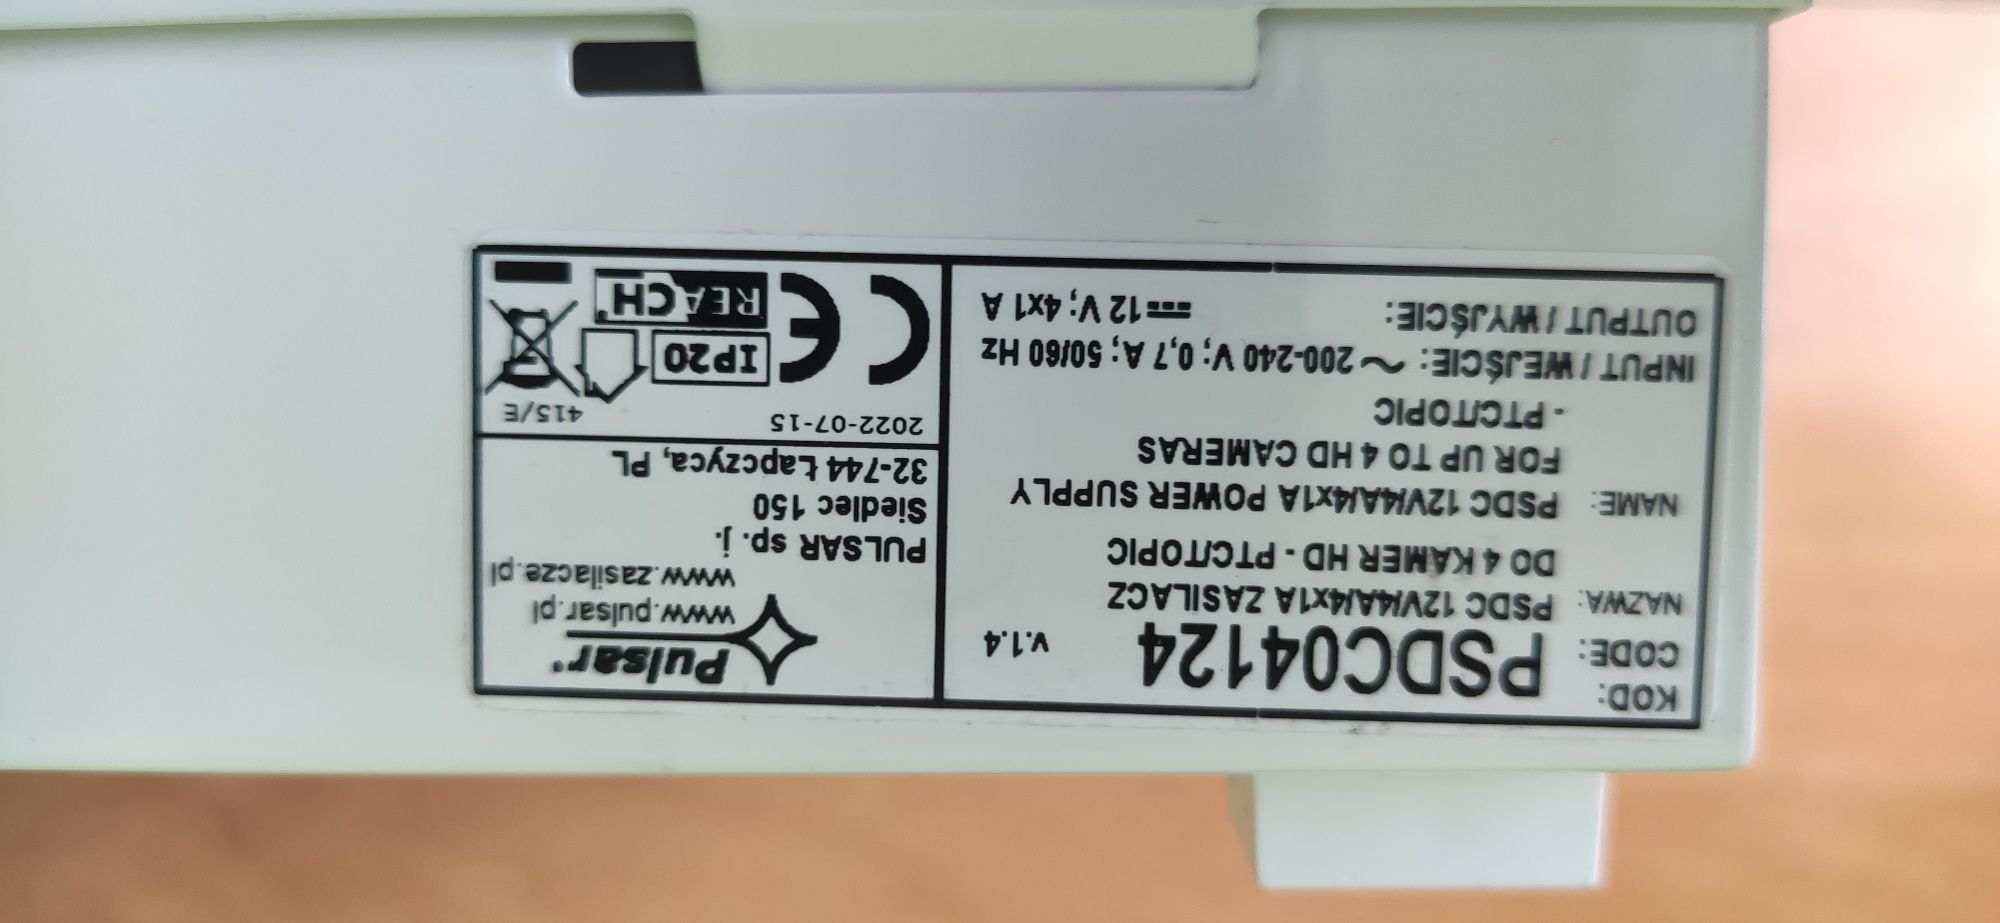 KOD:
CODE: PSDC04124 v.1.4
NAZWA: PSDC 12V/4A/4x1A ZASILACZ
DO 4 KAMER HD - PTC/TOPIC
NAME: PSDC 12V/4A/4x1A POWER SUPPLY
FOR UP TO 4 HD CAMERAS
- PTC/TOPIC
INPUT / WEJŚCIE: ~ 200-240 V; 0,7 A; 50/60 Hz
OUTPUT / WYJŚCIE: ⎓ 12 V; 4x1 A
Pulsar®
www.pulsar.pl
www.zasilacze.pl
PULSAR sp. j.
Siedlec 150
32-744 Łapczyca, PL
2022-07-15 415/E
CE IP20
REACH